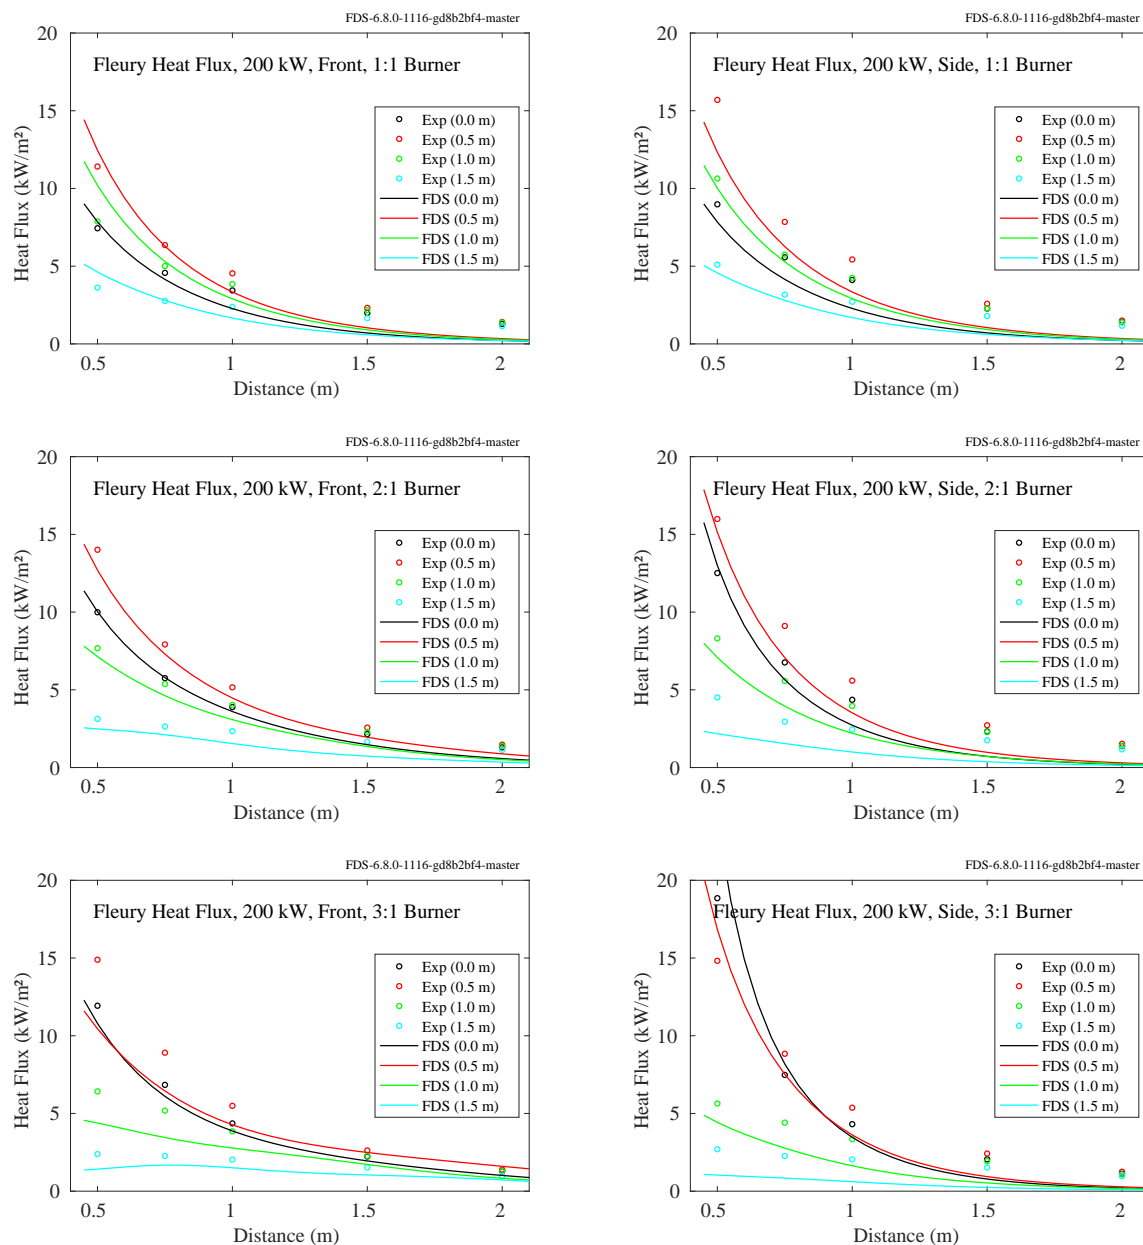 FDS-6.8.0-1116-gd8b2bf4-master
Fleury Heat Flux, 200 kW, Front, 1:1 Burner
Heat Flux (kW/m²)
20
15
10
5
0
Exp (0.0 m)
Exp (0.5 m)
Exp (1.0 m)
Exp (1.5 m)
FDS (0.0 m)
FDS (0.5 m)
FDS (1.0 m)
FDS (1.5 m)
0.5 1 1.5 2
Distance (m)
FDS-6.8.0-1116-gd8b2bf4-master
Fleury Heat Flux, 200 kW, Side, 1:1 Burner
Heat Flux (kW/m²)
20
15
10
5
0
Exp (0.0 m)
Exp (0.5 m)
Exp (1.0 m)
Exp (1.5 m)
FDS (0.0 m)
FDS (0.5 m)
FDS (1.0 m)
FDS (1.5 m)
0.5 1 1.5 2
Distance (m)
FDS-6.8.0-1116-gd8b2bf4-master
Fleury Heat Flux, 200 kW, Front, 2:1 Burner
Heat Flux (kW/m²)
20
15
10
5
0
Exp (0.0 m)
Exp (0.5 m)
Exp (1.0 m)
Exp (1.5 m)
FDS (0.0 m)
FDS (0.5 m)
FDS (1.0 m)
FDS (1.5 m)
0.5 1 1.5 2
Distance (m)
FDS-6.8.0-1116-gd8b2bf4-master
Fleury Heat Flux, 200 kW, Side, 2:1 Burner
Heat Flux (kW/m²)
20
15
10
5
0
Exp (0.0 m)
Exp (0.5 m)
Exp (1.0 m)
Exp (1.5 m)
FDS (0.0 m)
FDS (0.5 m)
FDS (1.0 m)
FDS (1.5 m)
0.5 1 1.5 2
Distance (m)
FDS-6.8.0-1116-gd8b2bf4-master
Fleury Heat Flux, 200 kW, Front, 3:1 Burner
Heat Flux (kW/m²)
20
15
10
5
0
Exp (0.0 m)
Exp (0.5 m)
Exp (1.0 m)
Exp (1.5 m)
FDS (0.0 m)
FDS (0.5 m)
FDS (1.0 m)
FDS (1.5 m)
0.5 1 1.5 2
Distance (m)
FDS-6.8.0-1116-gd8b2bf4-master
Fleury Heat Flux, 200 kW, Side, 3:1 Burner
Heat Flux (kW/m²)
20
15
10
5
0
Exp (0.0 m)
Exp (0.5 m)
Exp (1.0 m)
Exp (1.5 m)
FDS (0.0 m)
FDS (0.5 m)
FDS (1.0 m)
FDS (1.5 m)
0.5 1 1.5 2
Distance (m)